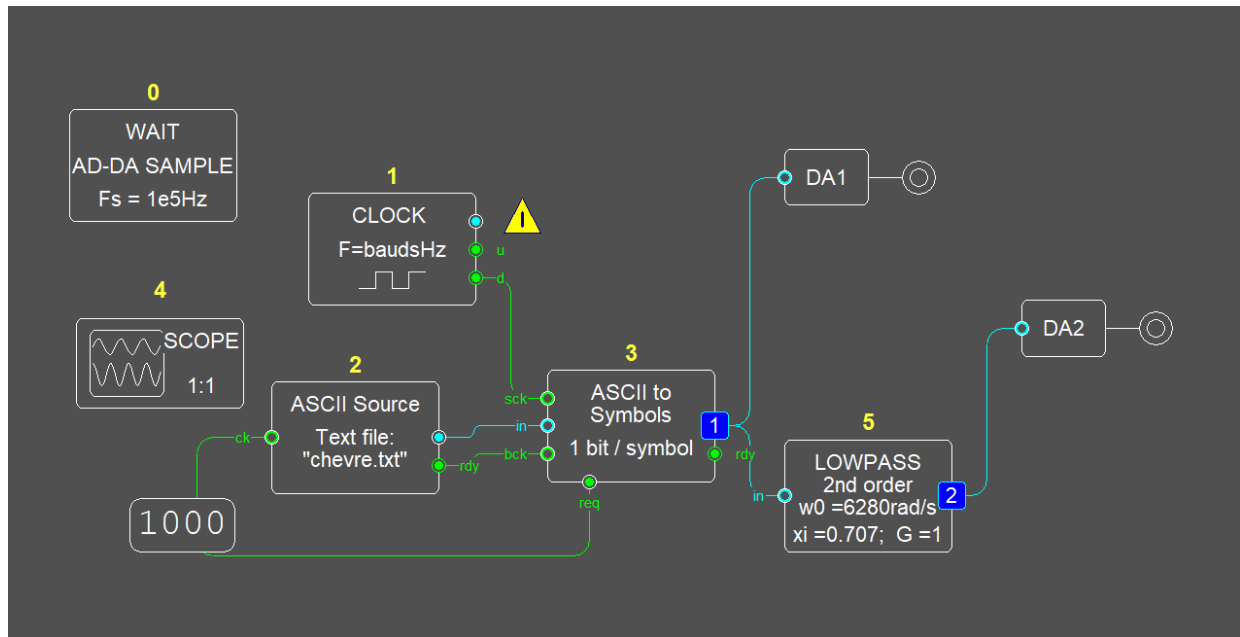 0
WAIT
AD-DA SAMPLE
Fs = 1e5Hz
1
CLOCK
F=baudsHz
u
d
DA1
4
SCOPE
1:1
2
ASCII Source
Text file:
"chevre.txt"
ck
rdy
3
ASCII to
Symbols
1 bit / symbol
sck
in
bck
req
1
rdy
DA2
5
LOWPASS
2nd order
w0 =6280rad/s
xi =0.707; G =1
in
2
1000